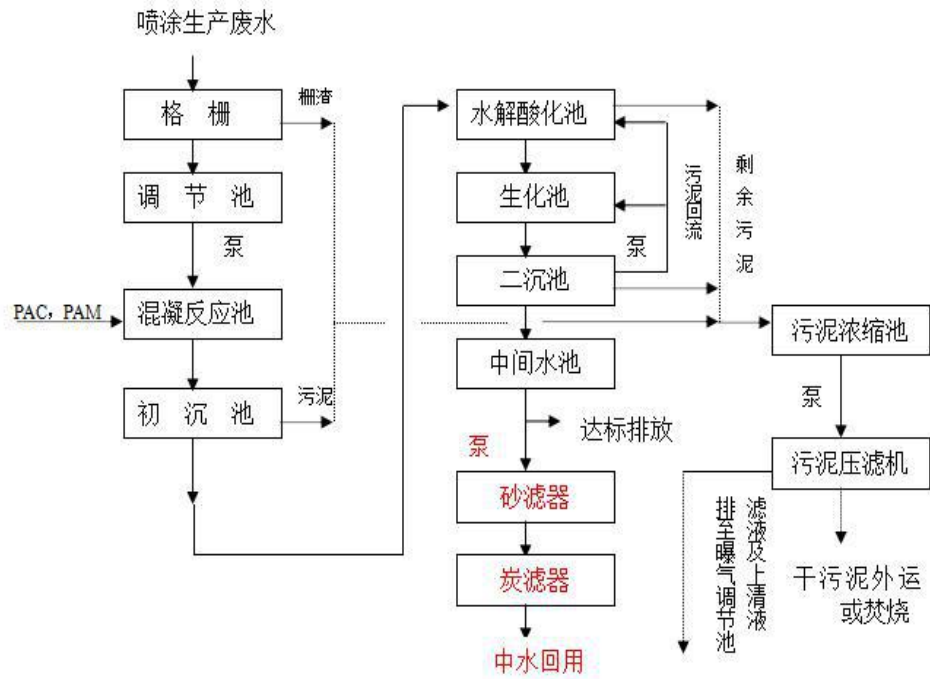 喷涂生产废水
格 栅
栅渣
调 节 池
泵
PAC，PAM
混凝反应池
初 沉 池
污泥
水解酸化池
生化池
泵
二沉池
污泥回流
剩余污泥
中间水池
达标排放
泵
砂滤器
炭滤器
中水回用
污泥浓缩池
泵
污泥压滤机
滤液及上清液
排至曝气调节池
干污泥外运
或焚烧